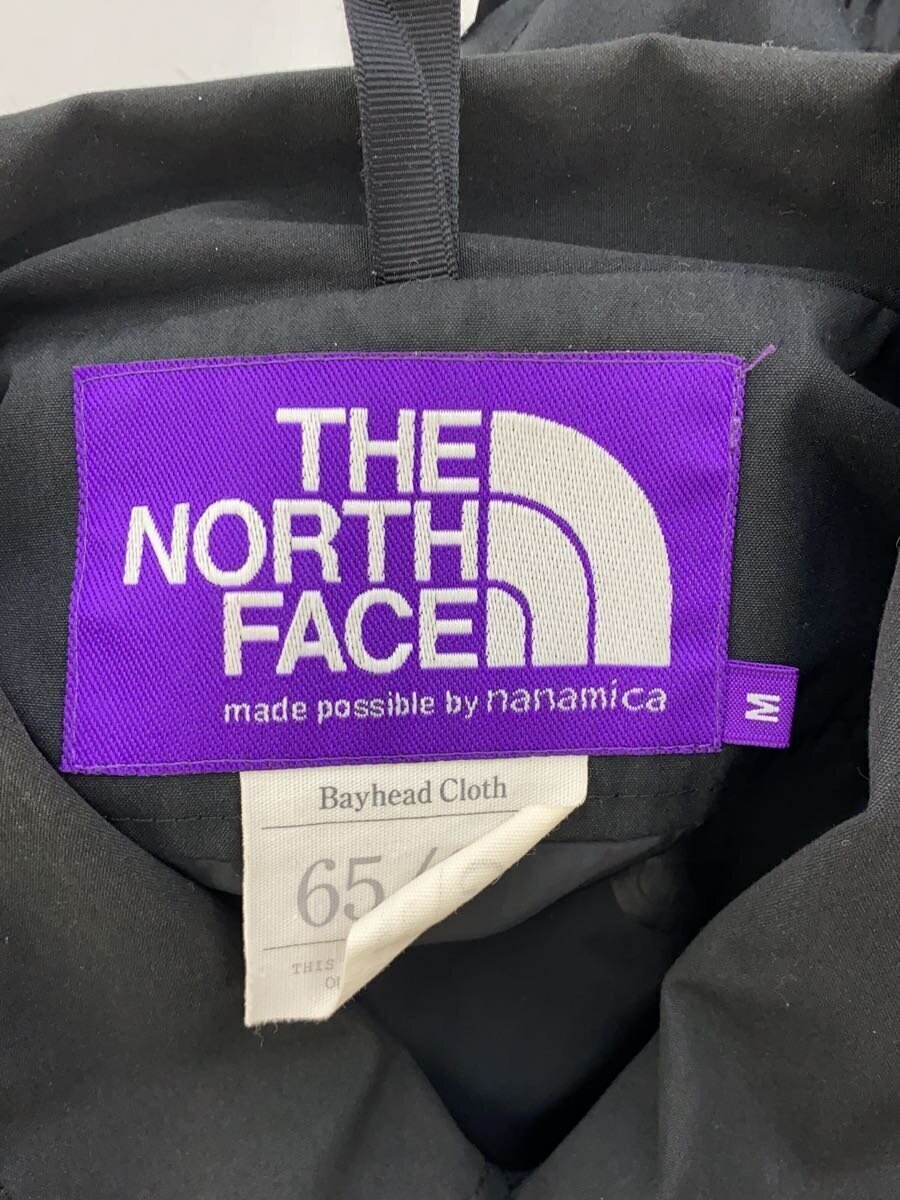 THE
NORTH
FACE
made possible by nanamica
M
Bayhead Cloth
65/
THIS